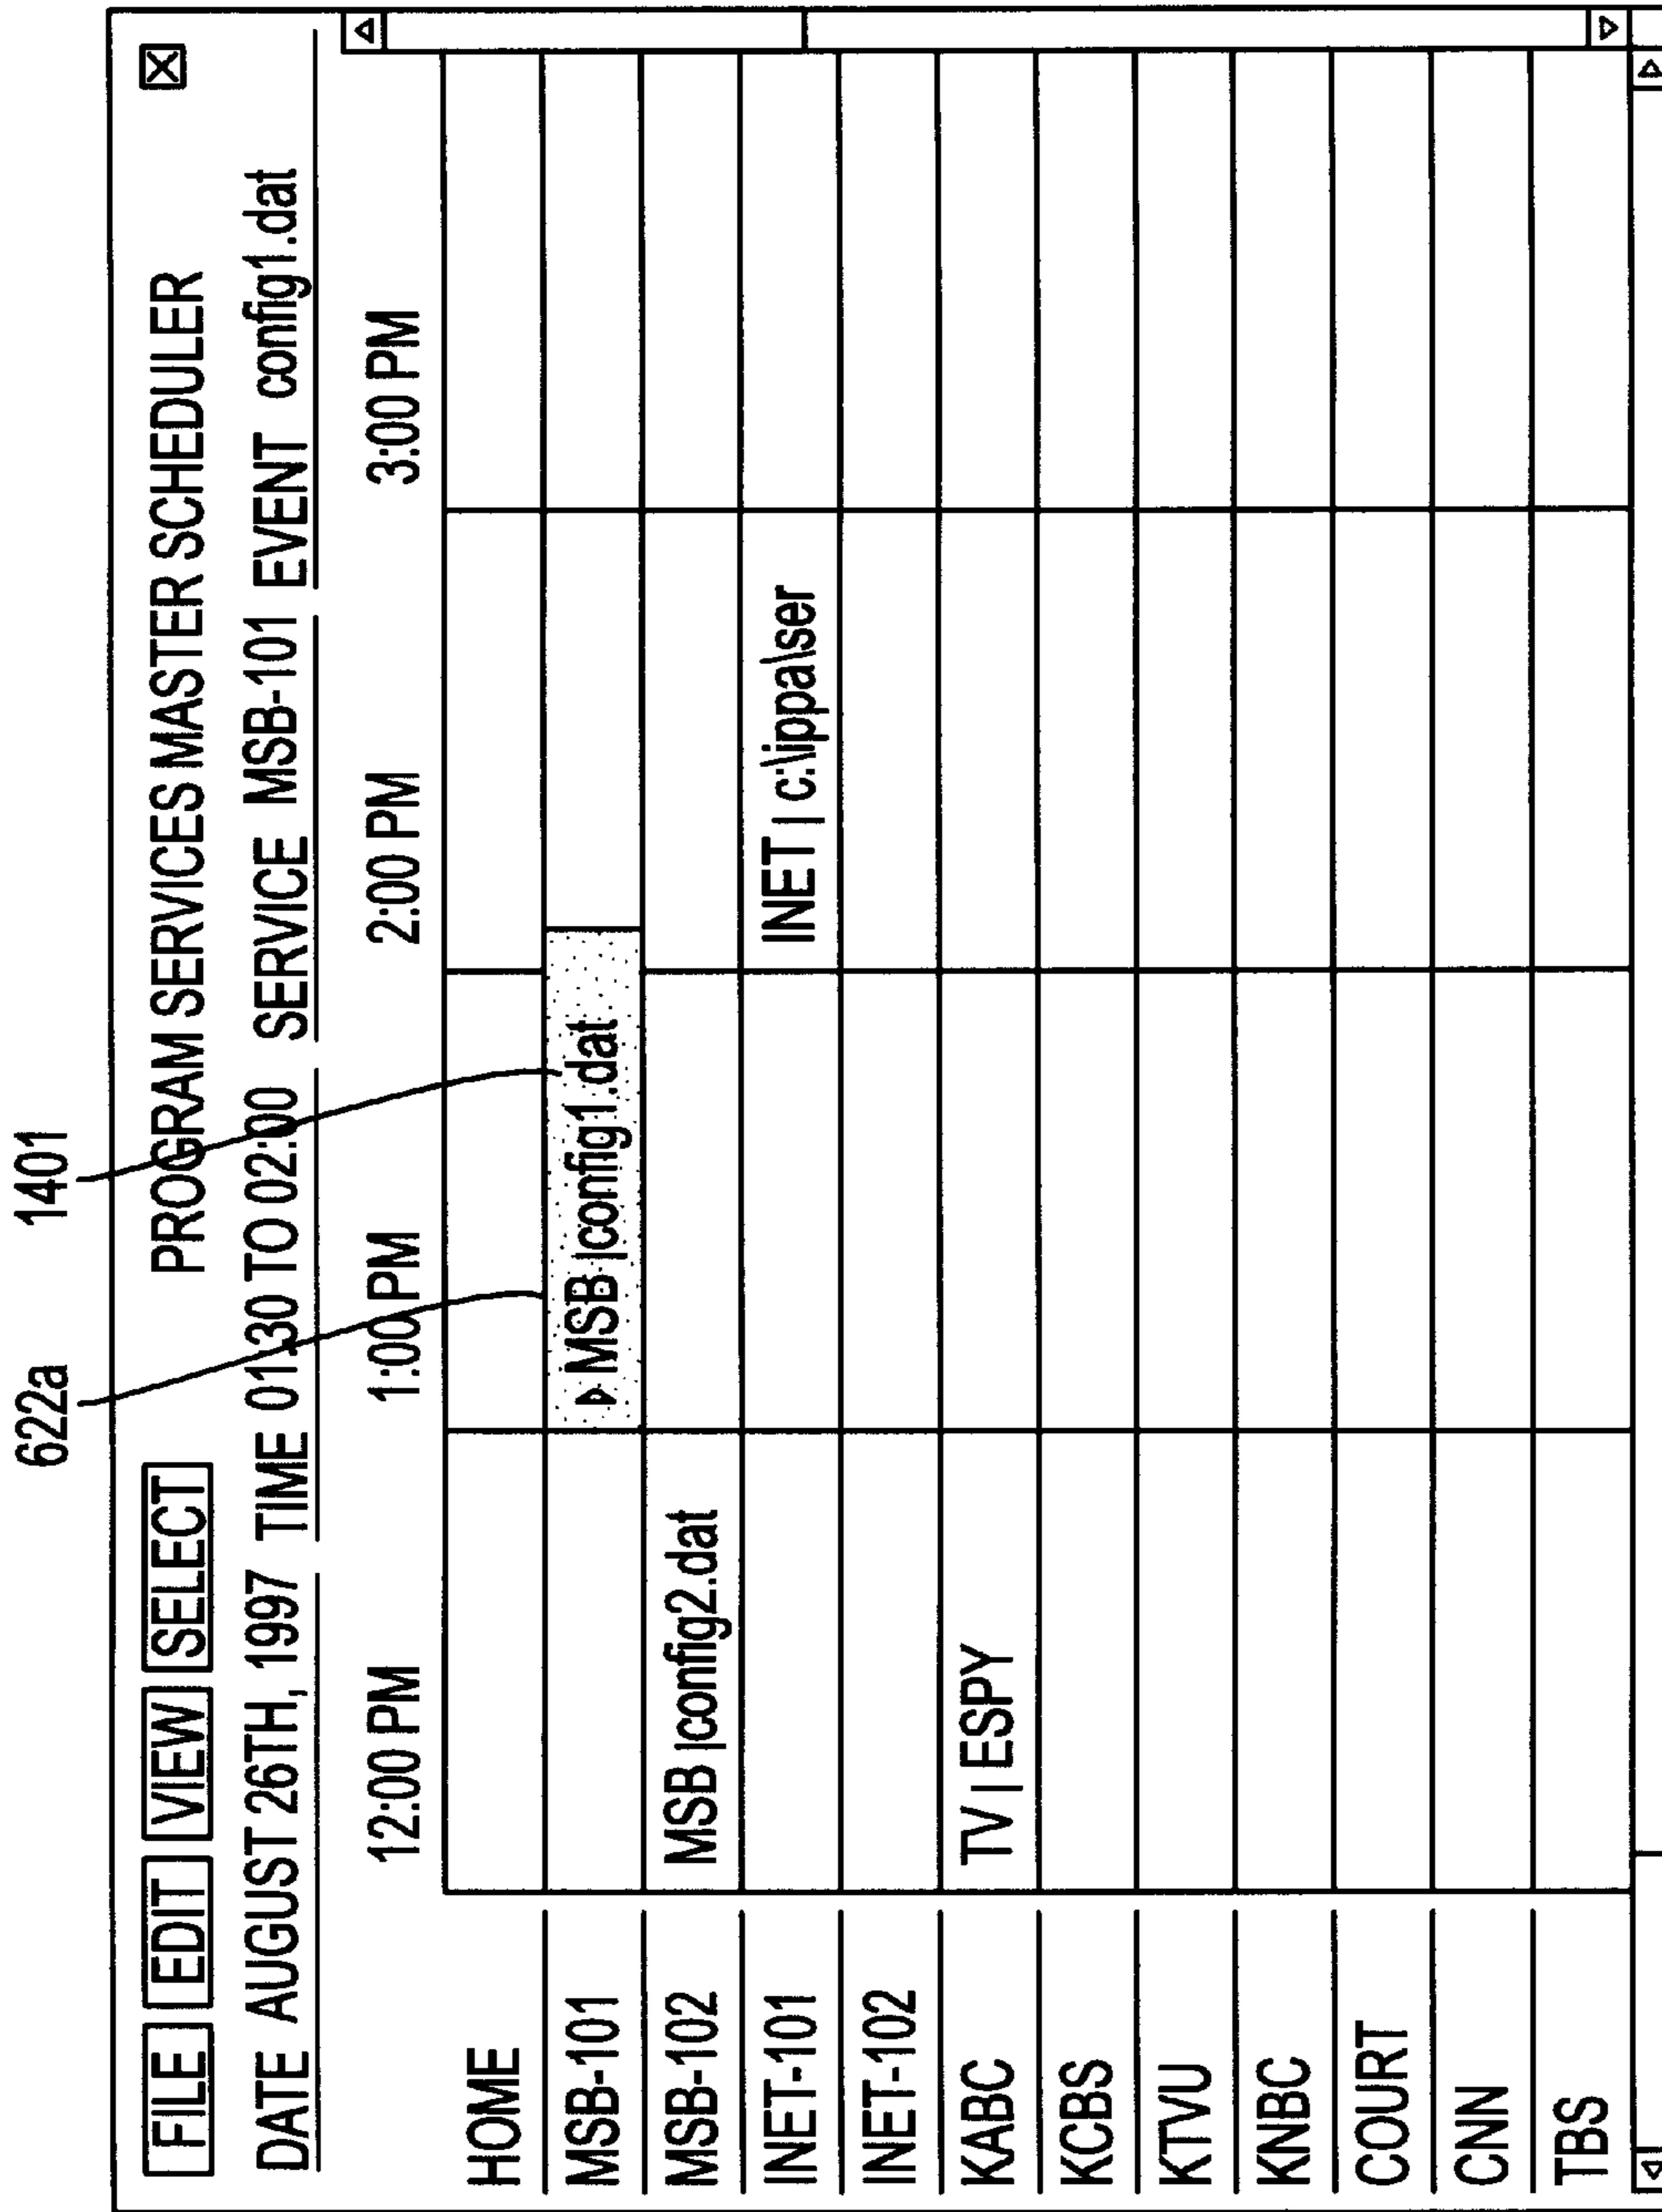 622a 1401
FILE EDIT VIEW SELECT PROGRAM SERVICES MASTER SCHEDULER
DATE AUGUST 26TH, 1997 TIME 01:30 TO 02:00 SERVICE MSB-101 EVENT config1.dat
12:00 PM 1:00 PM 2:00 PM 3:00 PM
HOME
MSB-101 MSB |config1.dat
MSB-102 MSB |config2.dat
INET-101 INET | c:\ippa\ser
INET-102
KABC TV | ESPY
KCBS
KTVU
KNBC
COURT
CNN
TBS